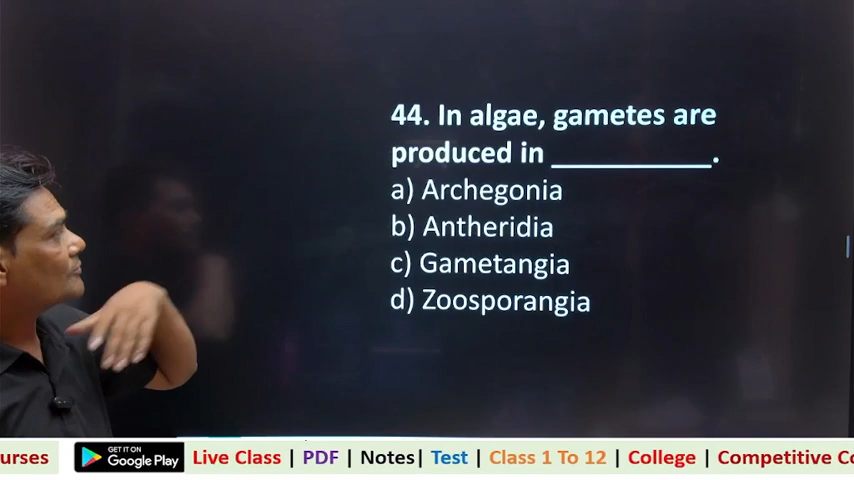 44. In algae, gametes are
produced in ___________.
a) Archegonia
b) Antheridia
c) Gametangia
d) Zoosporangia
urses
GET IT ON
Google Play
Live Class | PDF | Notes| Test | Class 1 To 12 | College | Competitive Co